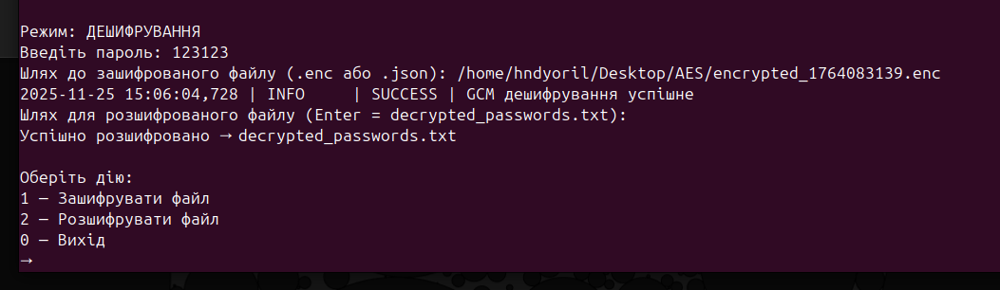 Режим: ДЕШИФРУВАННЯ
Введіть пароль: 123123
Шлях до зашифрованого файлу (.enc або .json): /home/hndyoril/Desktop/AES/encrypted_1764083139.enc
2025-11-25 15:06:04,728 | INFO     | SUCCESS | GCM дешифрування успішне
Шлях для розшифрованого файлу (Enter = decrypted_passwords.txt):
Успішно розшифровано → decrypted_passwords.txt

Оберіть дію:
1 — Зашифрувати файл
2 — Розшифрувати файл
0 — Вихід
→